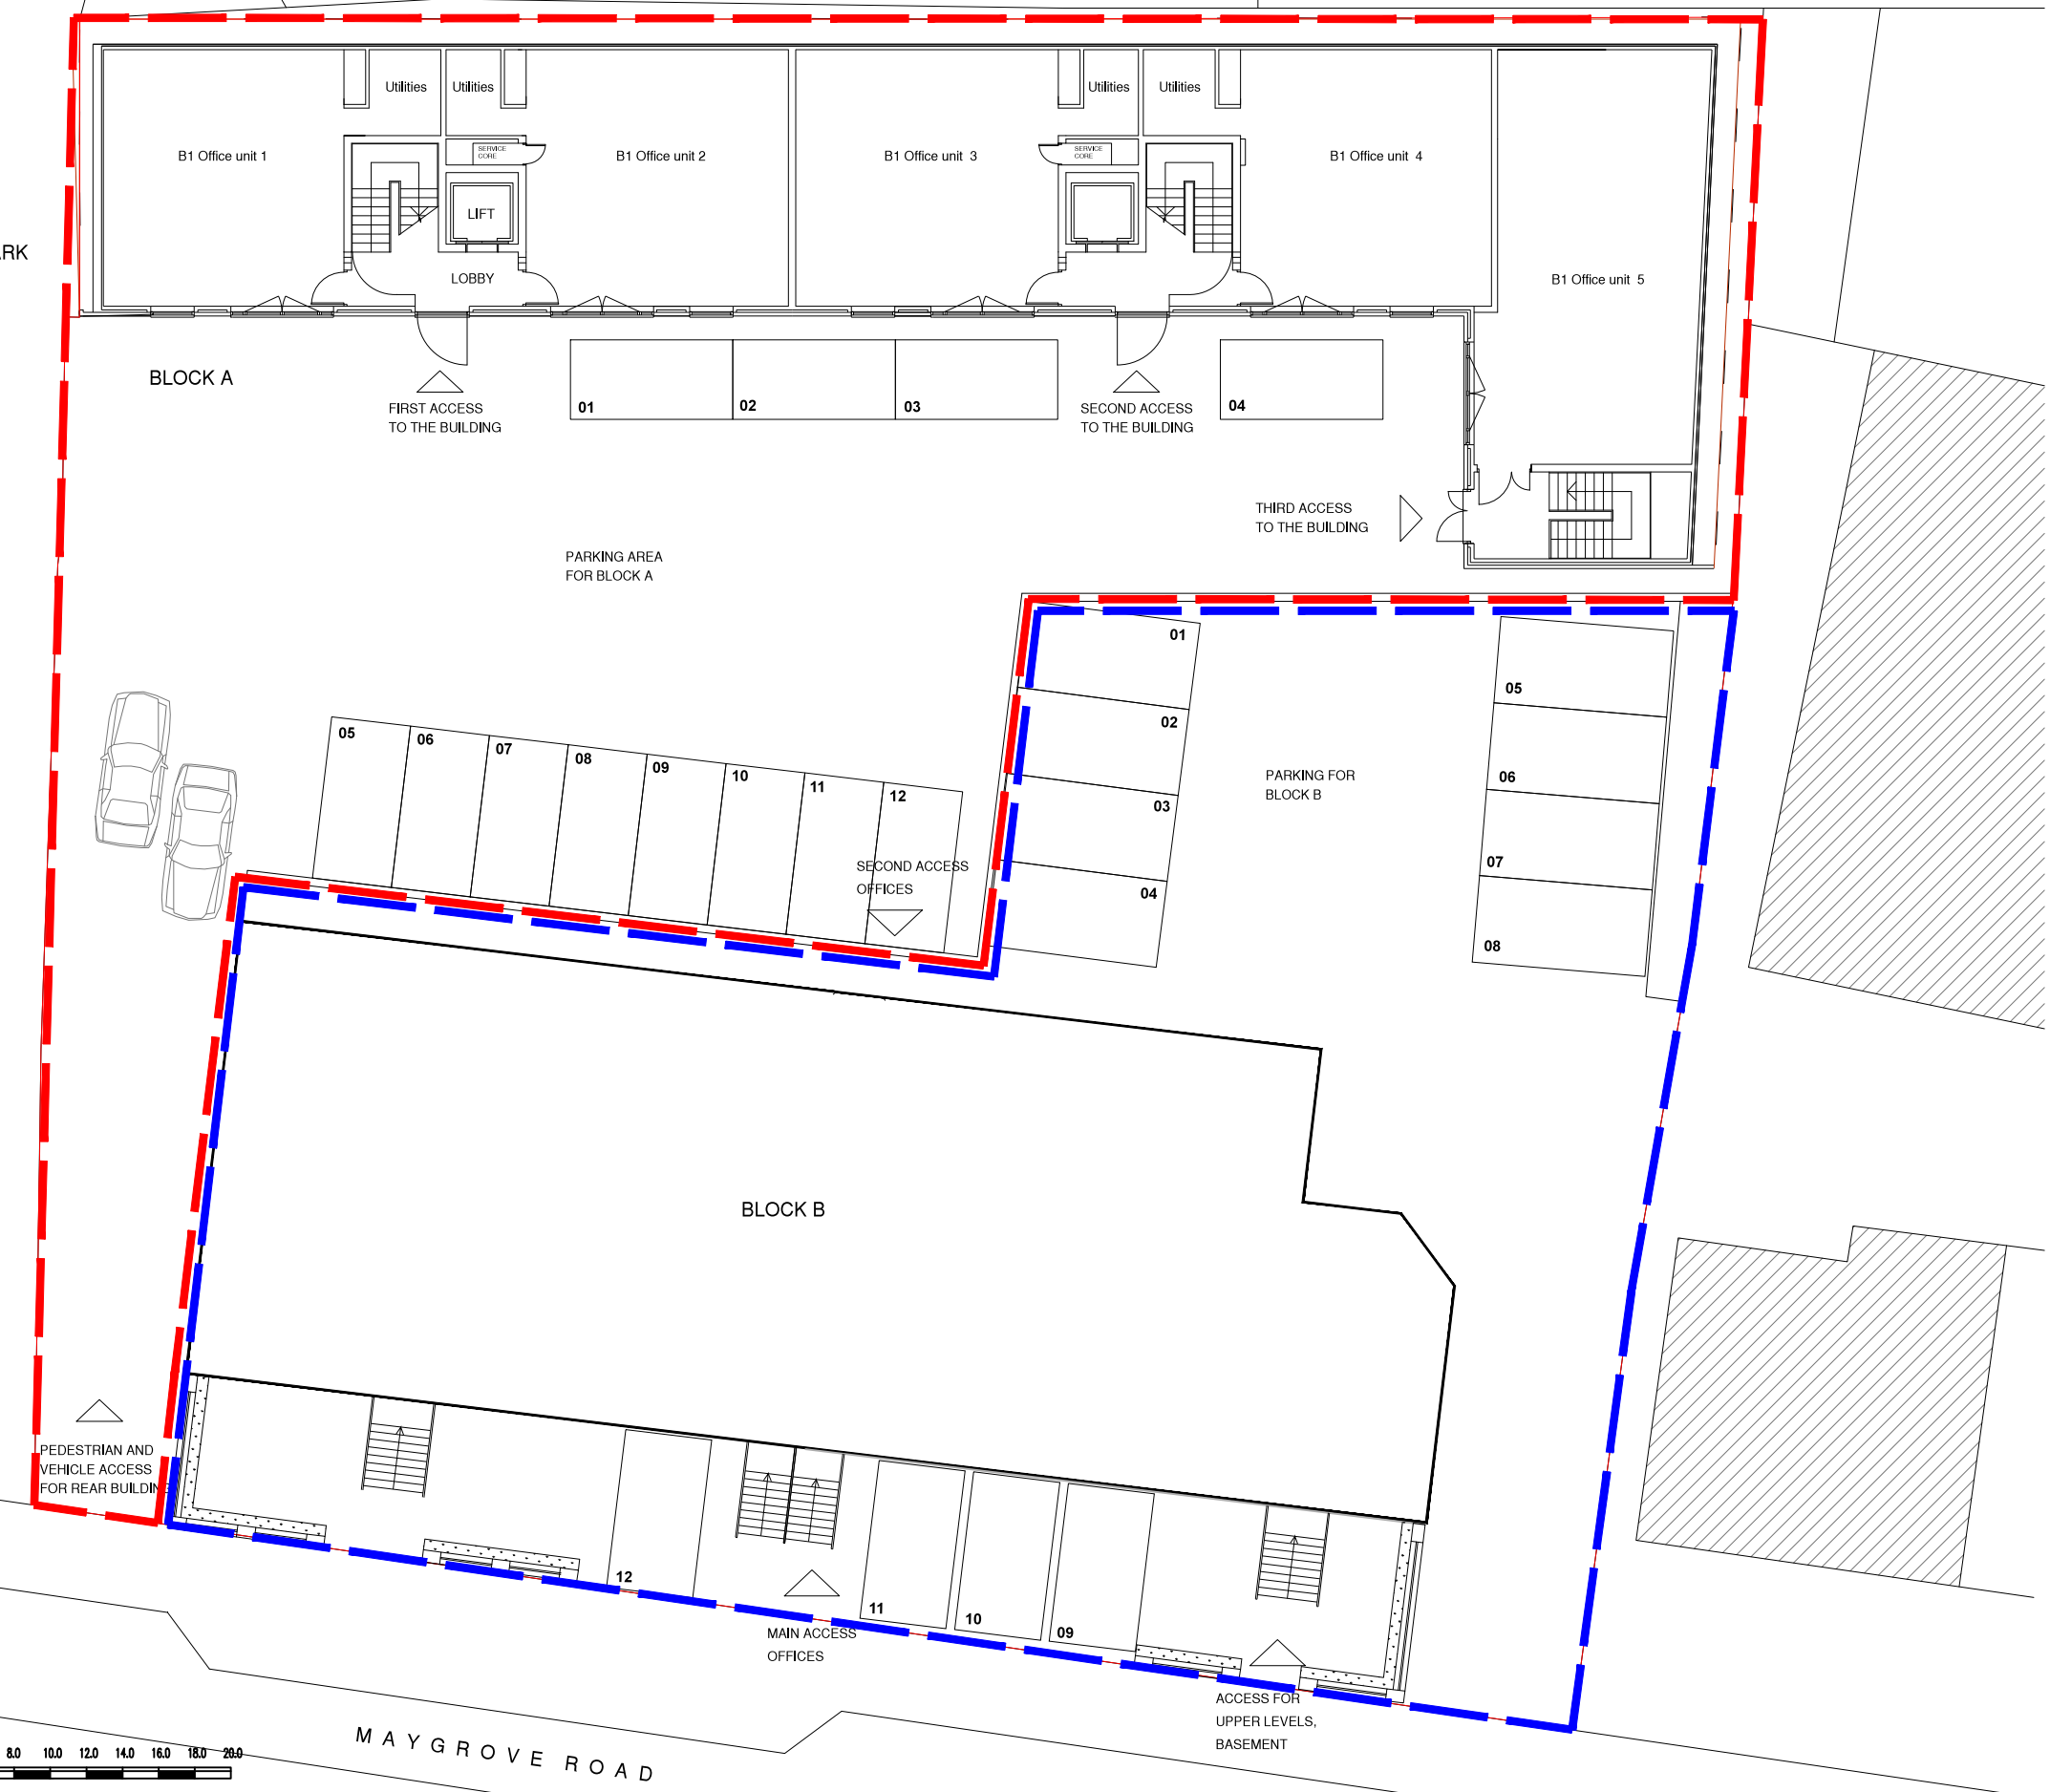 Utilities
Utilities
Utilities
Utilities
B1 Office unit 1
SERVICE
CORE
B1 Office unit 2
B1 Office unit 3
SERVICE
CORE
B1 Office unit 4
LIFT
ARK
LOBBY
B1 Office unit 5
BLOCK A
FIRST ACCESS
TO THE BUILDING
01
02
03
SECOND ACCESS
TO THE BUILDING
04
THIRD ACCESS
TO THE BUILDING
PARKING AREA
FOR BLOCK A
01
02
03
04
PARKING FOR
BLOCK B
05
06
07
08
05
06
07
08
09
10
11
12
SECOND ACCESS
OFFICES
BLOCK B
PEDESTRIAN AND
VEHICLE ACCESS
FOR REAR BUILDING
12
11
10
09
MAIN ACCESS
OFFICES
ACCESS FOR
UPPER LEVELS,
BASEMENT
MAYGROVE ROAD
8.0 10.0 12.0 14.0 16.0 18.0 20.0